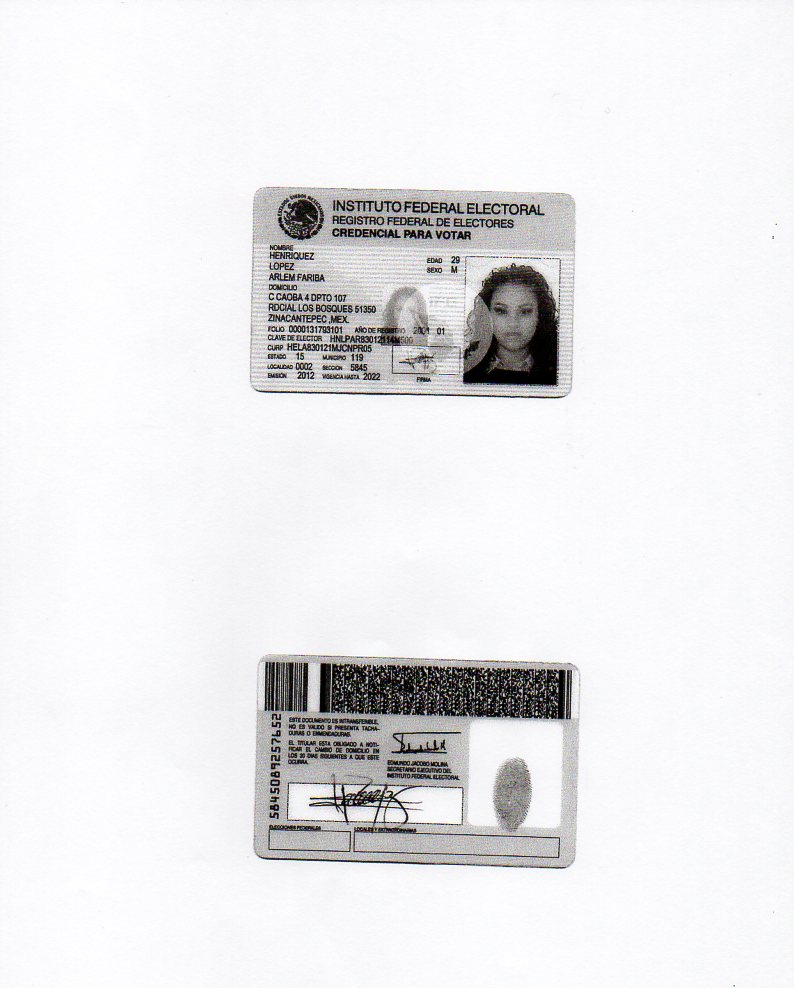 INSTITUTO FEDERAL ELECTORAL
REGISTRO FEDERAL DE ELECTORES
CREDENCIAL PARA VOTAR
NOMBRE
HENRIQUEZ
LOPEZ
ARLEM FARIBA
EDAD 29
SEXO M
DOMICILIO
C CAOBA 4 DPTO 107
RDCIAL LOS BOSQUES 51350
ZINACANTEPEC ,MEX.
FOLIO 0000131793101 AÑO DE REGISTRO 2001 01
CLAVE DE ELECTOR HNLPAR83012114M500
CURP HELA830121MJCNPR05
ESTADO 15 MUNICIPIO 119
LOCALIDAD 0002 SECCION 5845
EMISIÓN 2012 VIGENCIA HASTA 2022
FIRMA
ESTE DOCUMENTO ES INTRANSFERIBLE,
NO ES VALIDO SI PRESENTA TACHA-
DURAS O ENMENDADURAS.
EL TITULAR ESTA OBLIGADO A NOTI-
FICAR EL CAMBIO DE DOMICILIO EN
LOS 30 DIAS SIGUIENTES A QUE ESTE
OCURRA.
EDMUNDO JACOBO MOLINA
SECRETARIO EJECUTIVO DEL
INSTITUTO FEDERAL ELECTORAL
5845089257652
ELECCIONES FEDERALES
LOCALES Y EXTRAORDINARIAS